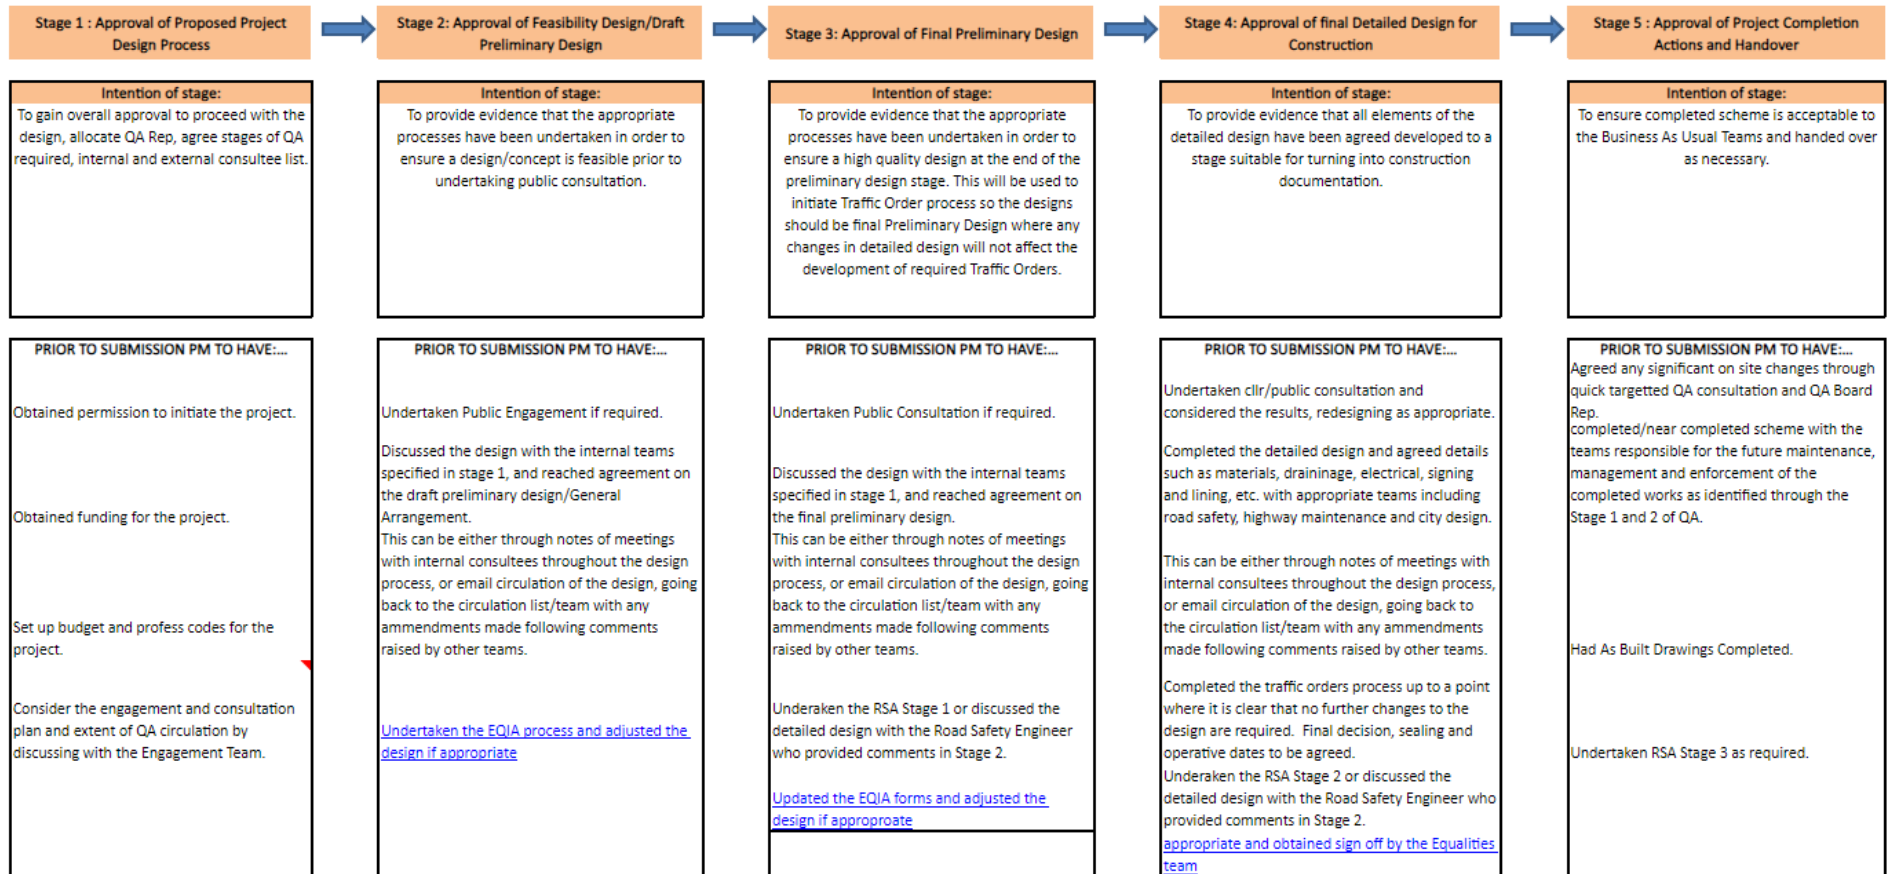 Stage 1 : Approval of Proposed Project
Design Process
Stage 2: Approval of Feasibility Design/Draft
Preliminary Design
Stage 3: Approval of Final Preliminary Design
Stage 4: Approval of final Detailed Design for
Construction
Stage 5 : Approval of Project Completion
Actions and Handover
Intention of stage:
To gain overall approval to proceed with the
design, allocate QA Rep, agree stages of QA
required, internal and external consultee list.
Intention of stage:
To provide evidence that the appropriate
processes have been undertaken in order to
ensure a design/concept is feasible prior to
undertaking public consultation.
Intention of stage:
To provide evidence that the appropriate
processes have been undertaken in order to
ensure a high quality design at the end of the
preliminary design stage. This will be used to
initiate Traffic Order process so the designs
should be final Preliminary Design where any
changes in detailed design will not affect the
development of required Traffic Orders.
Intention of stage:
To provide evidence that all elements of the
detailed design have been agreed developed to a
stage suitable for turning into construction
documentation.
Intention of stage:
To ensure completed scheme is acceptable to
the Business As Usual Teams and handed over
as necessary.
PRIOR TO SUBMISSION PM TO HAVE:...
Obtained permission to initiate the project.
Obtained funding for the project.
Set up budget and profess codes for the
project.
Consider the engagement and consultation
plan and extent of QA circulation by
discussing with the Engagement Team.
PRIOR TO SUBMISSION PM TO HAVE:...
Undertaken Public Engagement if required.
Discussed the design with the internal teams
specified in stage 1, and reached agreement on
the draft preliminary design/General
Arrangement.
This can be either through notes of meetings
with internal consultees throughout the design
process, or email circulation of the design, going
back to the circulation list/team with any
ammendments made following comments
raised by other teams.
Undertaken the EQIA process and adjusted the
design if appropriate
PRIOR TO SUBMISSION PM TO HAVE:...
Undertaken Public Consultation if required.
Discussed the design with the internal teams
specified in stage 1, and reached agreement on
the final preliminary design.
This can be either through notes of meetings
with internal consultees throughout the design
process, or email circulation of the design, going
back to the circulation list/team with any
ammendments made following comments
raised by other teams.
Underaken the RSA Stage 1 or discussed the
detailed design with the Road Safety Engineer
who provided comments in Stage 2.
Updated the EQIA forms and adjusted the
design if approproate
PRIOR TO SUBMISSION PM TO HAVE:...
Undertaken cllr/public consultation and
considered the results, redesigning as appropriate.
Completed the detailed design and agreed details
such as materials, draininage, electrical, signing
and lining, etc. with appropriate teams including
road safety, highway maintenance and city design.
This can be either through notes of meetings with
internal consultees throughout the design process,
or email circulation of the design, going back to
the circulation list/team with any ammendments
made following comments raised by other teams.
Completed the traffic orders process up to a point
where it is clear that no further changes to the
design are required.  Final decision, sealing and
operative dates to be agreed.
Underaken the RSA Stage 2 or discussed the
detailed design with the Road Safety Engineer who
provided comments in Stage 2.
appropriate and obtained sign off by the Equalities
team
PRIOR TO SUBMISSION PM TO HAVE:...
Agreed any significant on site changes through
quick targetted QA consultation and QA Board
Rep.
completed/near completed scheme with the
teams responsible for the future maintenance,
management and enforcement of the
completed works as identified through the
Stage 1 and 2 of QA.
Had As Built Drawings Completed.
Undertaken RSA Stage 3 as required.